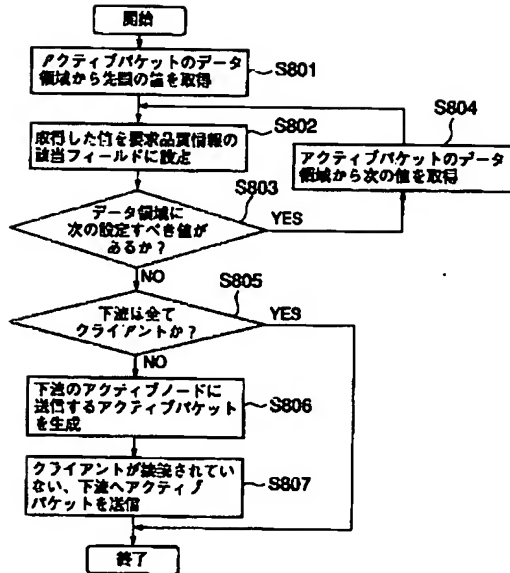 開始
アクティブパケットのデータ
領域から先頭の値を取得
S801
S804
S802
取得した値を要求品質情報の
該当フィールドに設定
アクティブパケットのデータ
領域から次の値を取得
S803
データ領域に
次の設定すべき値が
あるか？
YES
NO
S805
下流は全て
クライアントか？
YES
NO
下流のアクティブノードに
送信するアクティブパケット
を生成
S806
クライアントが接続されてい
ない、下流へアクティブ
パケットを送信
S807
終了